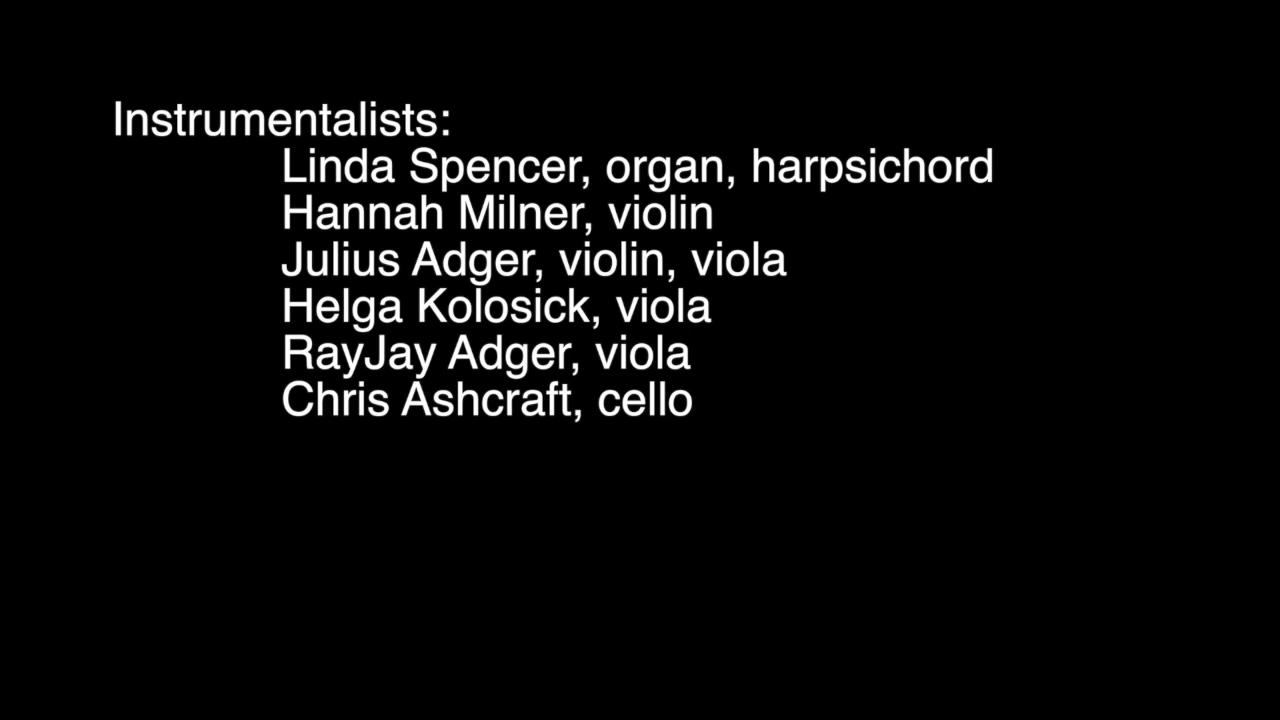 Instrumentalists:
Linda Spencer, organ, harpsichord
Hannah Milner, violin
Julius Adger, violin, viola
Helga Kolosick, viola
RayJay Adger, viola
Chris Ashcraft, cello